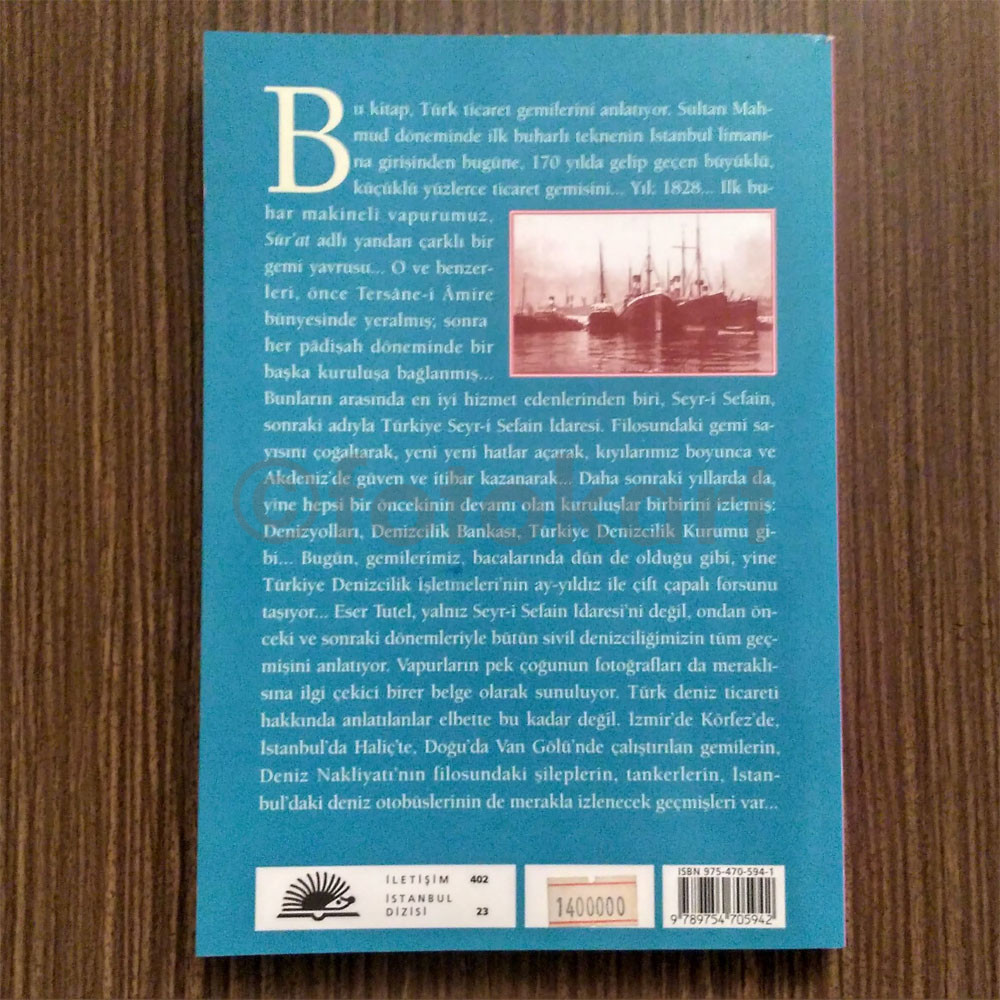 Bu kitap, Türk ticaret gemilerini anlatıyor. Sultan Mah-
mud döneminde ilk buharlı teknenin İstanbul limanı-
na girişinden bugüne, 170 yılda gelip geçen büyüklü,
küçüklü yüzlerce ticaret gemisini... Yıl: 1828... İlk bu-
har makineli vapurumuz,
Sür'at adlı yandan çarklı bir
gemi yavrusu... O ve benzer-
leri, önce Tersâne-i Âmire
bünyesinde yeralmış; sonra
her pâdişah döneminde bir
başka kuruluşa bağlanmış...
Bunların arasında en iyi hizmet edenlerinden biri, Seyr-i Sefain,
sonraki adıyla Türkiye Seyr-i Sefain İdaresi. Filosundaki gemi sa-
yısını çoğaltarak, yeni yeni hatlar açarak, kıyılarımız boyunca ve
Akdeniz'de güven ve itibar kazanarak... Daha sonraki yıllarda da,
yine hepsi bir öncekinin devamı olan kuruluşlar birbirini izlemiş:
Denizyolları, Denizcilik Bankası, Türkiye Denizcilik Kurumu gi-
bi... Bugün, gemilerimiz, bacalarında dün de olduğu gibi, yine
Türkiye Denizcilik İşletmeleri'nin ay-yıldız ile çift çapalı forsunu
taşıyor... Eser Tutel, yalnız Seyr-i Sefain İdaresi'ni değil, ondan ön-
ceki ve sonraki dönemleriyle bütün sivil denizciliğimizin tüm geç-
mişini anlatıyor. Vapurların pek çoğunun fotoğrafları da meraklı-
sına ilgi çekici birer belge olarak sunuluyor. Türk deniz ticareti
hakkında anlatılanlar elbette bu kadar değil. İzmir'de Körfez'de,
İstanbul'da Haliç'te, Doğu'da Van Gölü'nde çalıştırılan gemilerin,
Deniz Nakliyatı'nın filosundaki şileplerin, tankerlerin, İstan-
bul'daki deniz otobüslerinin de merakla izlenecek geçmişleri var...
©fotokart
İLETİŞİM 402
İSTANBUL
DİZİSİ 23
1400000
ISBN 975-470-594-1
9 789754 705942